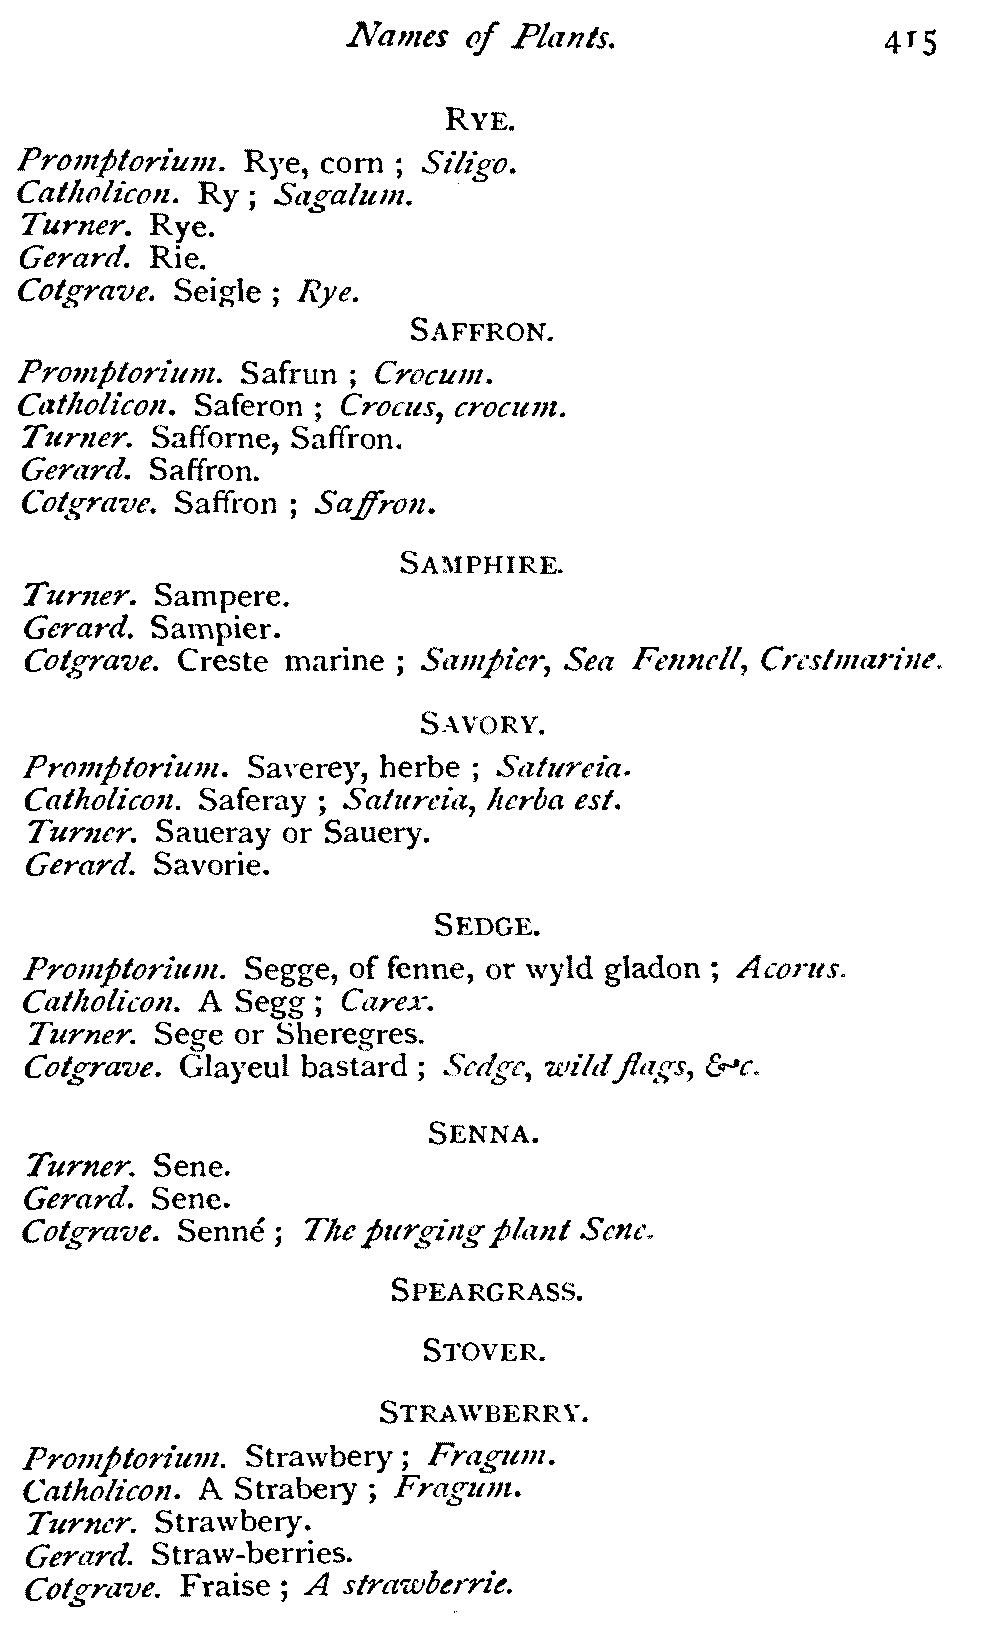 Names of Plants. 415
RYE.
Promptorium. Rye, corn ; Siligo.
Catholicon. Ry ; Sagalum.
Turner. Rye.
Gerard. Rie.
Cotgrave. Seigle ; Rye.
SAFFRON.
Promptorium. Safrun ; Crocum.
Catholicon. Saferon ; Crocus, crocum.
Turner. Safforne, Saffron.
Gerard. Saffron.
Cotgrave. Saffron ; Saffron.
SAMPHIRE.
Turner. Sampere.
Gerard. Sampier.
Cotgrave. Creste marine ; Sampier, Sea Fennell, Crestmarine.
SAVORY.
Promptorium. Saverey, herbe ; Satureia.
Catholicon. Saferay ; Satureia, herba est.
Turner. Saueray or Sauery.
Gerard. Savorie.
SEDGE.
Promptorium. Segge, of fenne, or wyld gladon ; Acorus.
Catholicon. A Segg ; Carex.
Turner. Sege or Sheregres.
Cotgrave. Glayeul bastard ; Sedge, wild flags, &c.
SENNA.
Turner. Sene.
Gerard. Sene.
Cotgrave. Senné ; The purging plant Sene.
SPEARGRASS.
STOVER.
STRAWBERRY.
Promptorium. Strawbery ; Fragum.
Catholicon. A Strabery ; Fragum.
Turner. Strawbery.
Gerard. Straw-berries.
Cotgrave. Fraise ; A strawberrie.